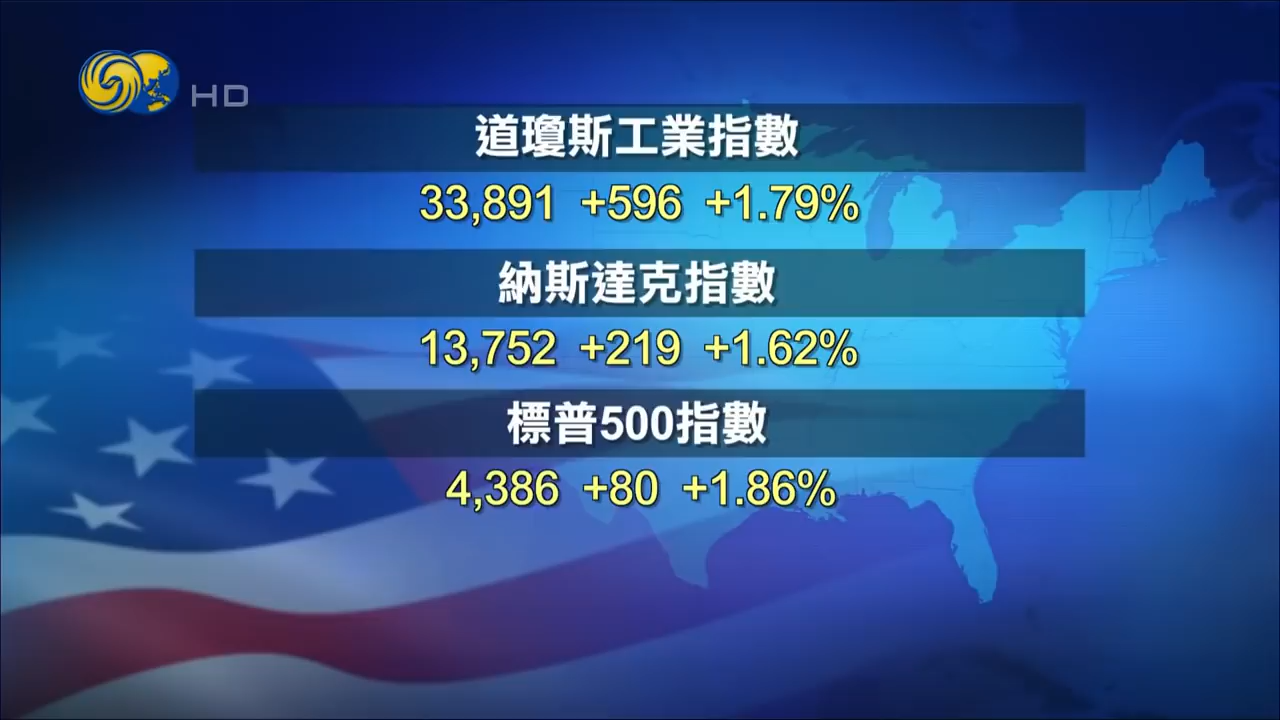 HD
道瓊斯工業指數
33,891 +596 +1.79%
納斯達克指數
13,752 +219 +1.62%
標普500指數
4,386 +80 +1.86%